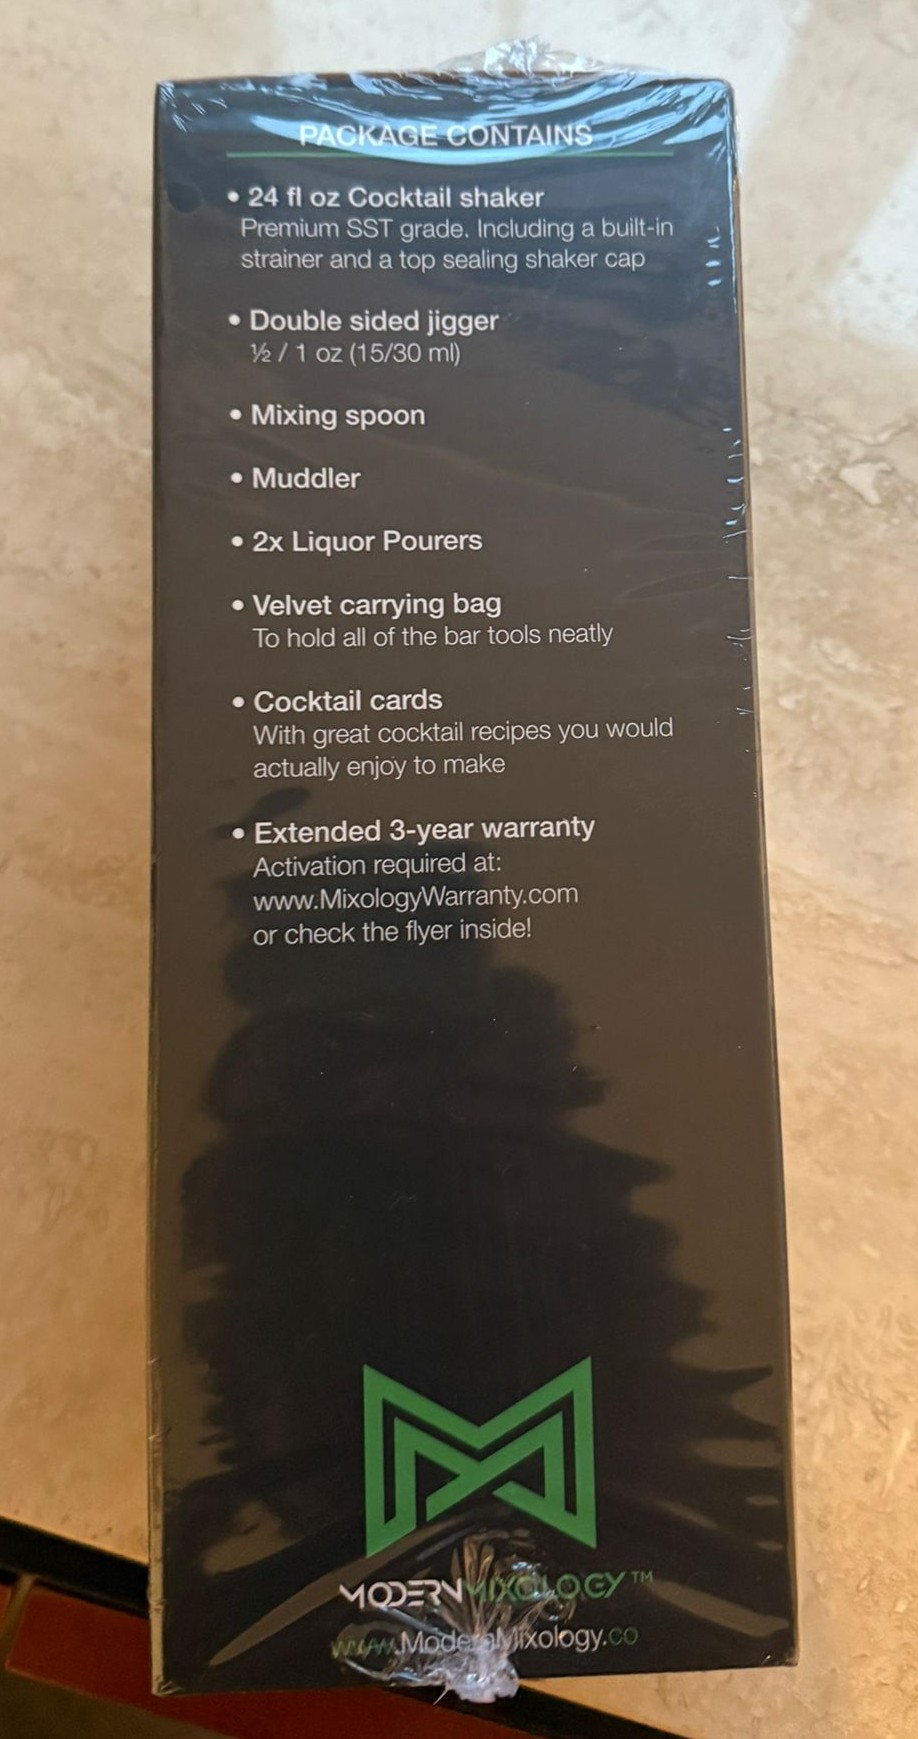 PACKAGE CONTAINS
• 24 fl oz Cocktail shaker
Premium SST grade. Including a built-in
strainer and a top sealing shaker cap
• Double sided jigger
½ / 1 oz (15/30 ml)
• Mixing spoon
• Muddler
• 2x Liquor Pourers
• Velvet carrying bag
To hold all of the bar tools neatly
• Cocktail cards
With great cocktail recipes you would
actually enjoy to make
• Extended 3-year warranty
Activation required at:
www.MixologyWarranty.com
or check the flyer inside!
MODERNMIXOLOGY™
www.ModernMixology.co